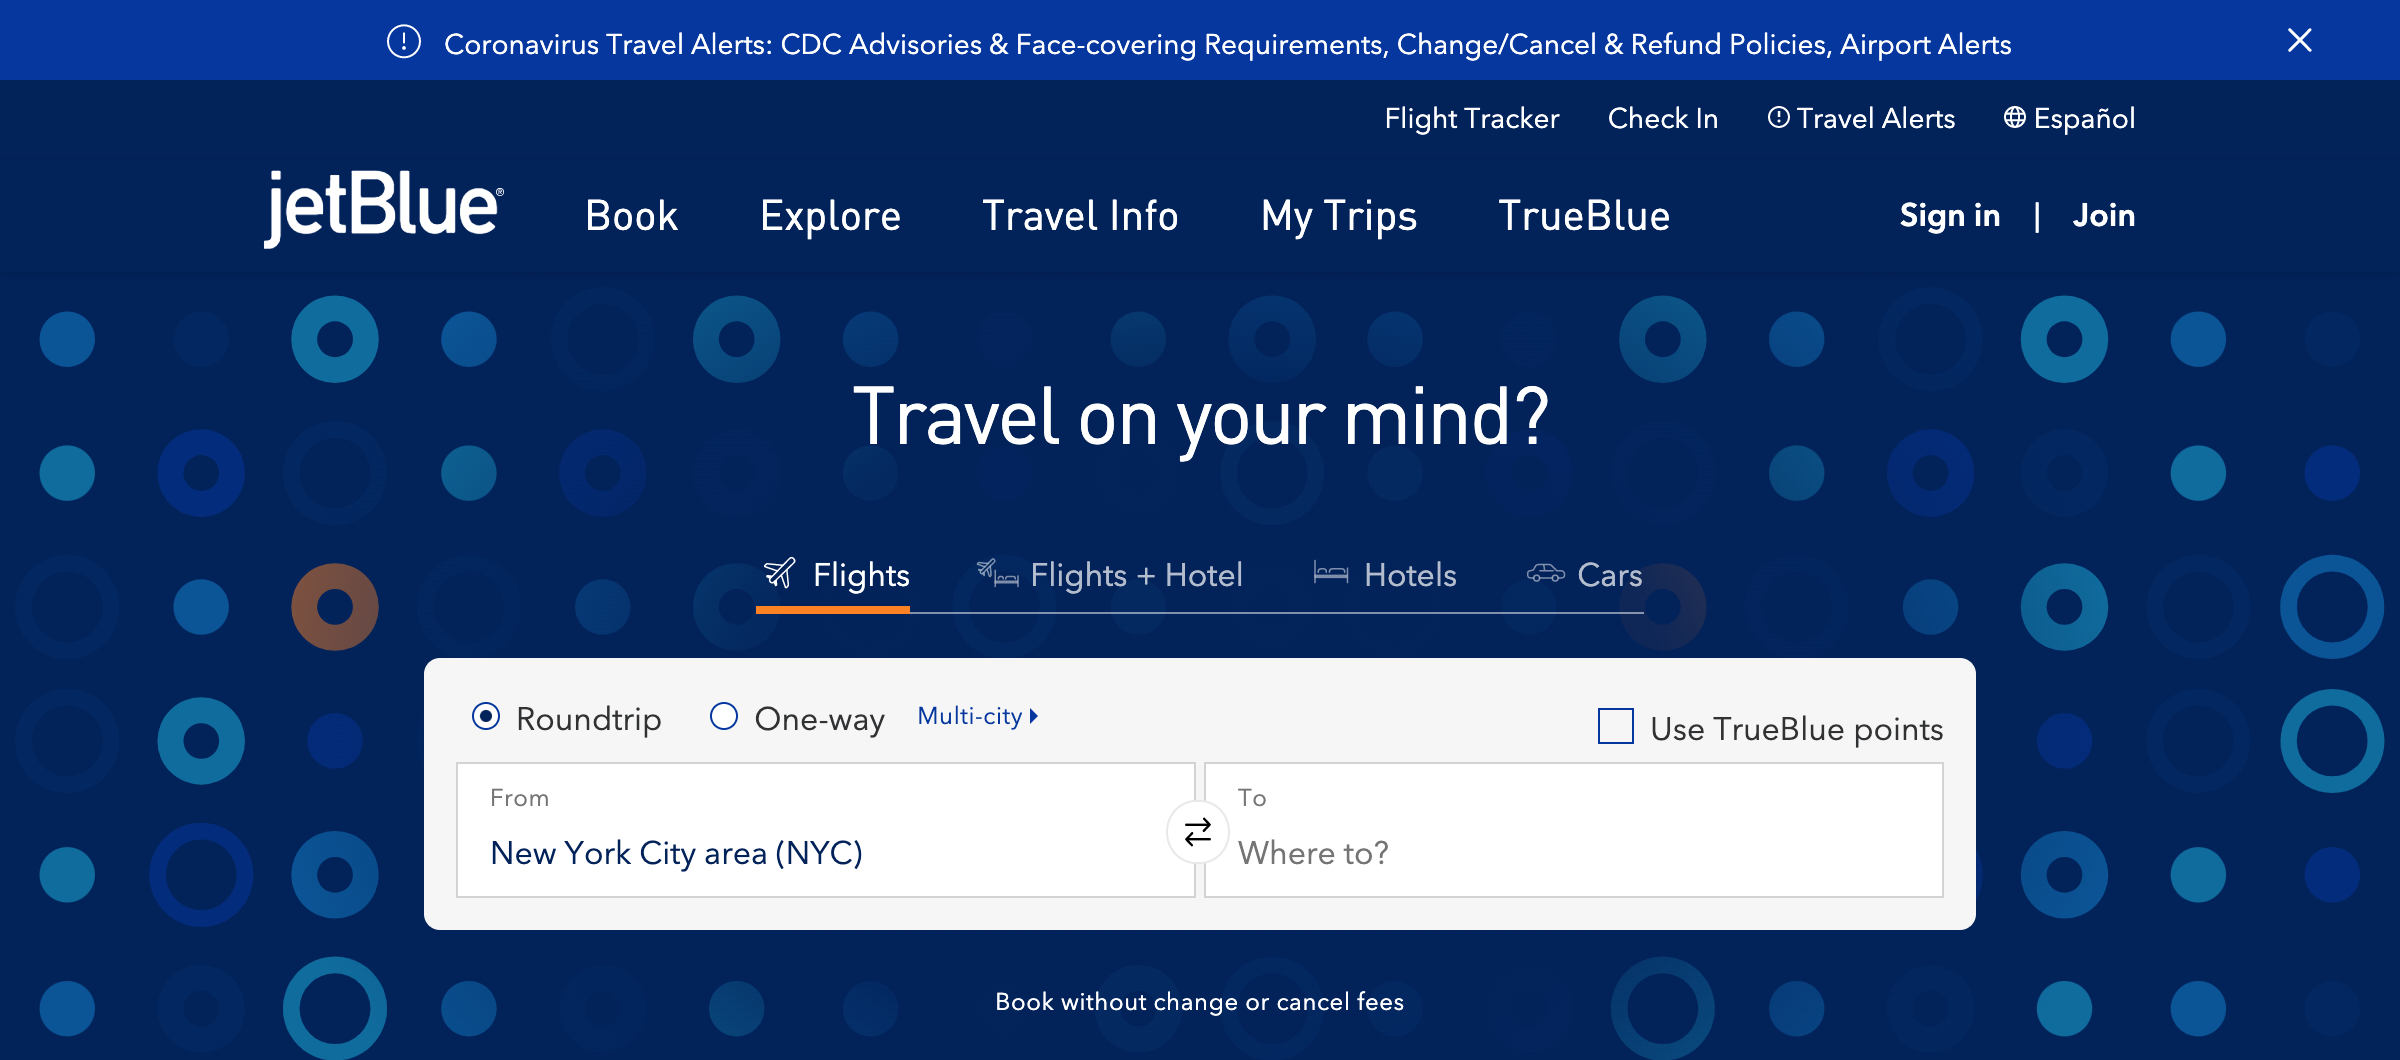 Coronavirus Travel Alerts: CDC Advisories & Face-covering Requirements, Change/Cancel & Refund Policies, Airport Alerts
Flight Tracker Check In Travel Alerts Español
jetBlue® Book Explore Travel Info My Trips TrueBlue Sign in | Join
Travel on your mind?
Flights Flights + Hotel Hotels Cars
Roundtrip One-way Multi-city Use TrueBlue points
From To
New York City area (NYC) Where to?
Book without change or cancel fees